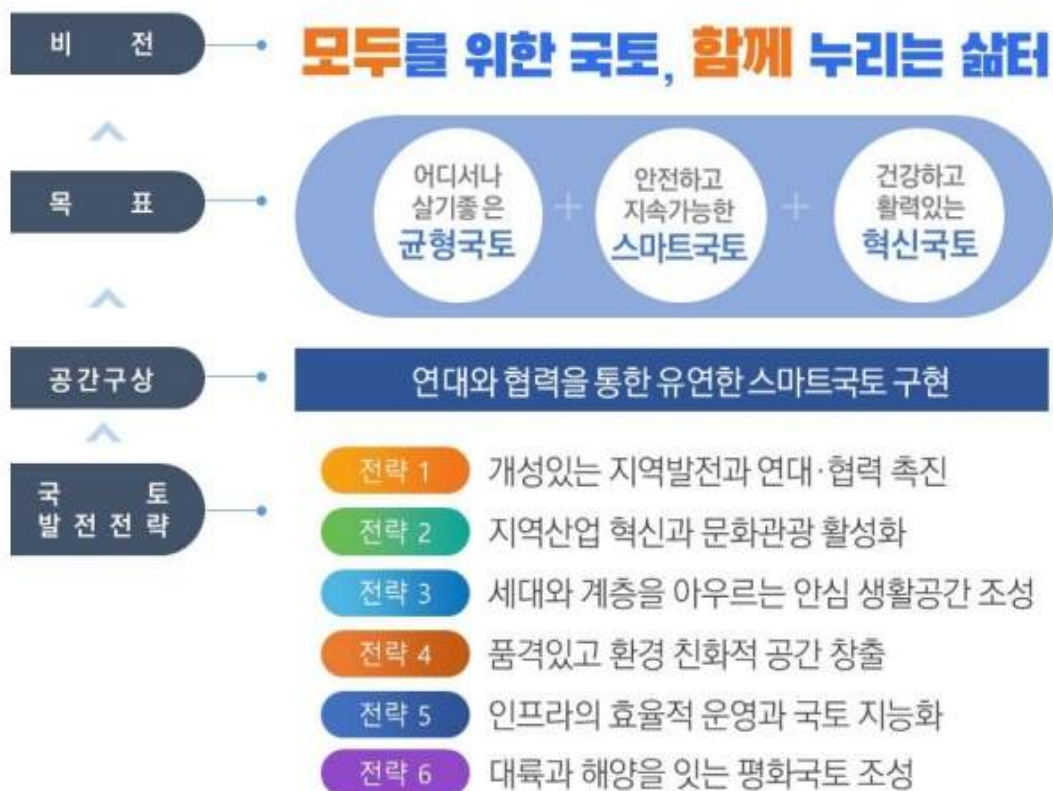 비 전
모두를 위한 국토, 함께 누리는 삶터
목 표
어디서나
살기좋은
균형국토
+
안전하고
지속가능한
스마트국토
+
건강하고
활력있는
혁신국토
공간구상
연대와 협력을 통한 유연한 스마트국토 구현
국 토
발전전략
전략 1 개성있는 지역발전과 연대·협력 촉진
전략 2 지역산업 혁신과 문화관광 활성화
전략 3 세대와 계층을 아우르는 안심 생활공간 조성
전략 4 품격있고 환경 친화적 공간 창출
전략 5 인프라의 효율적 운영과 국토 지능화
전략 6 대륙과 해양을 잇는 평화국토 조성